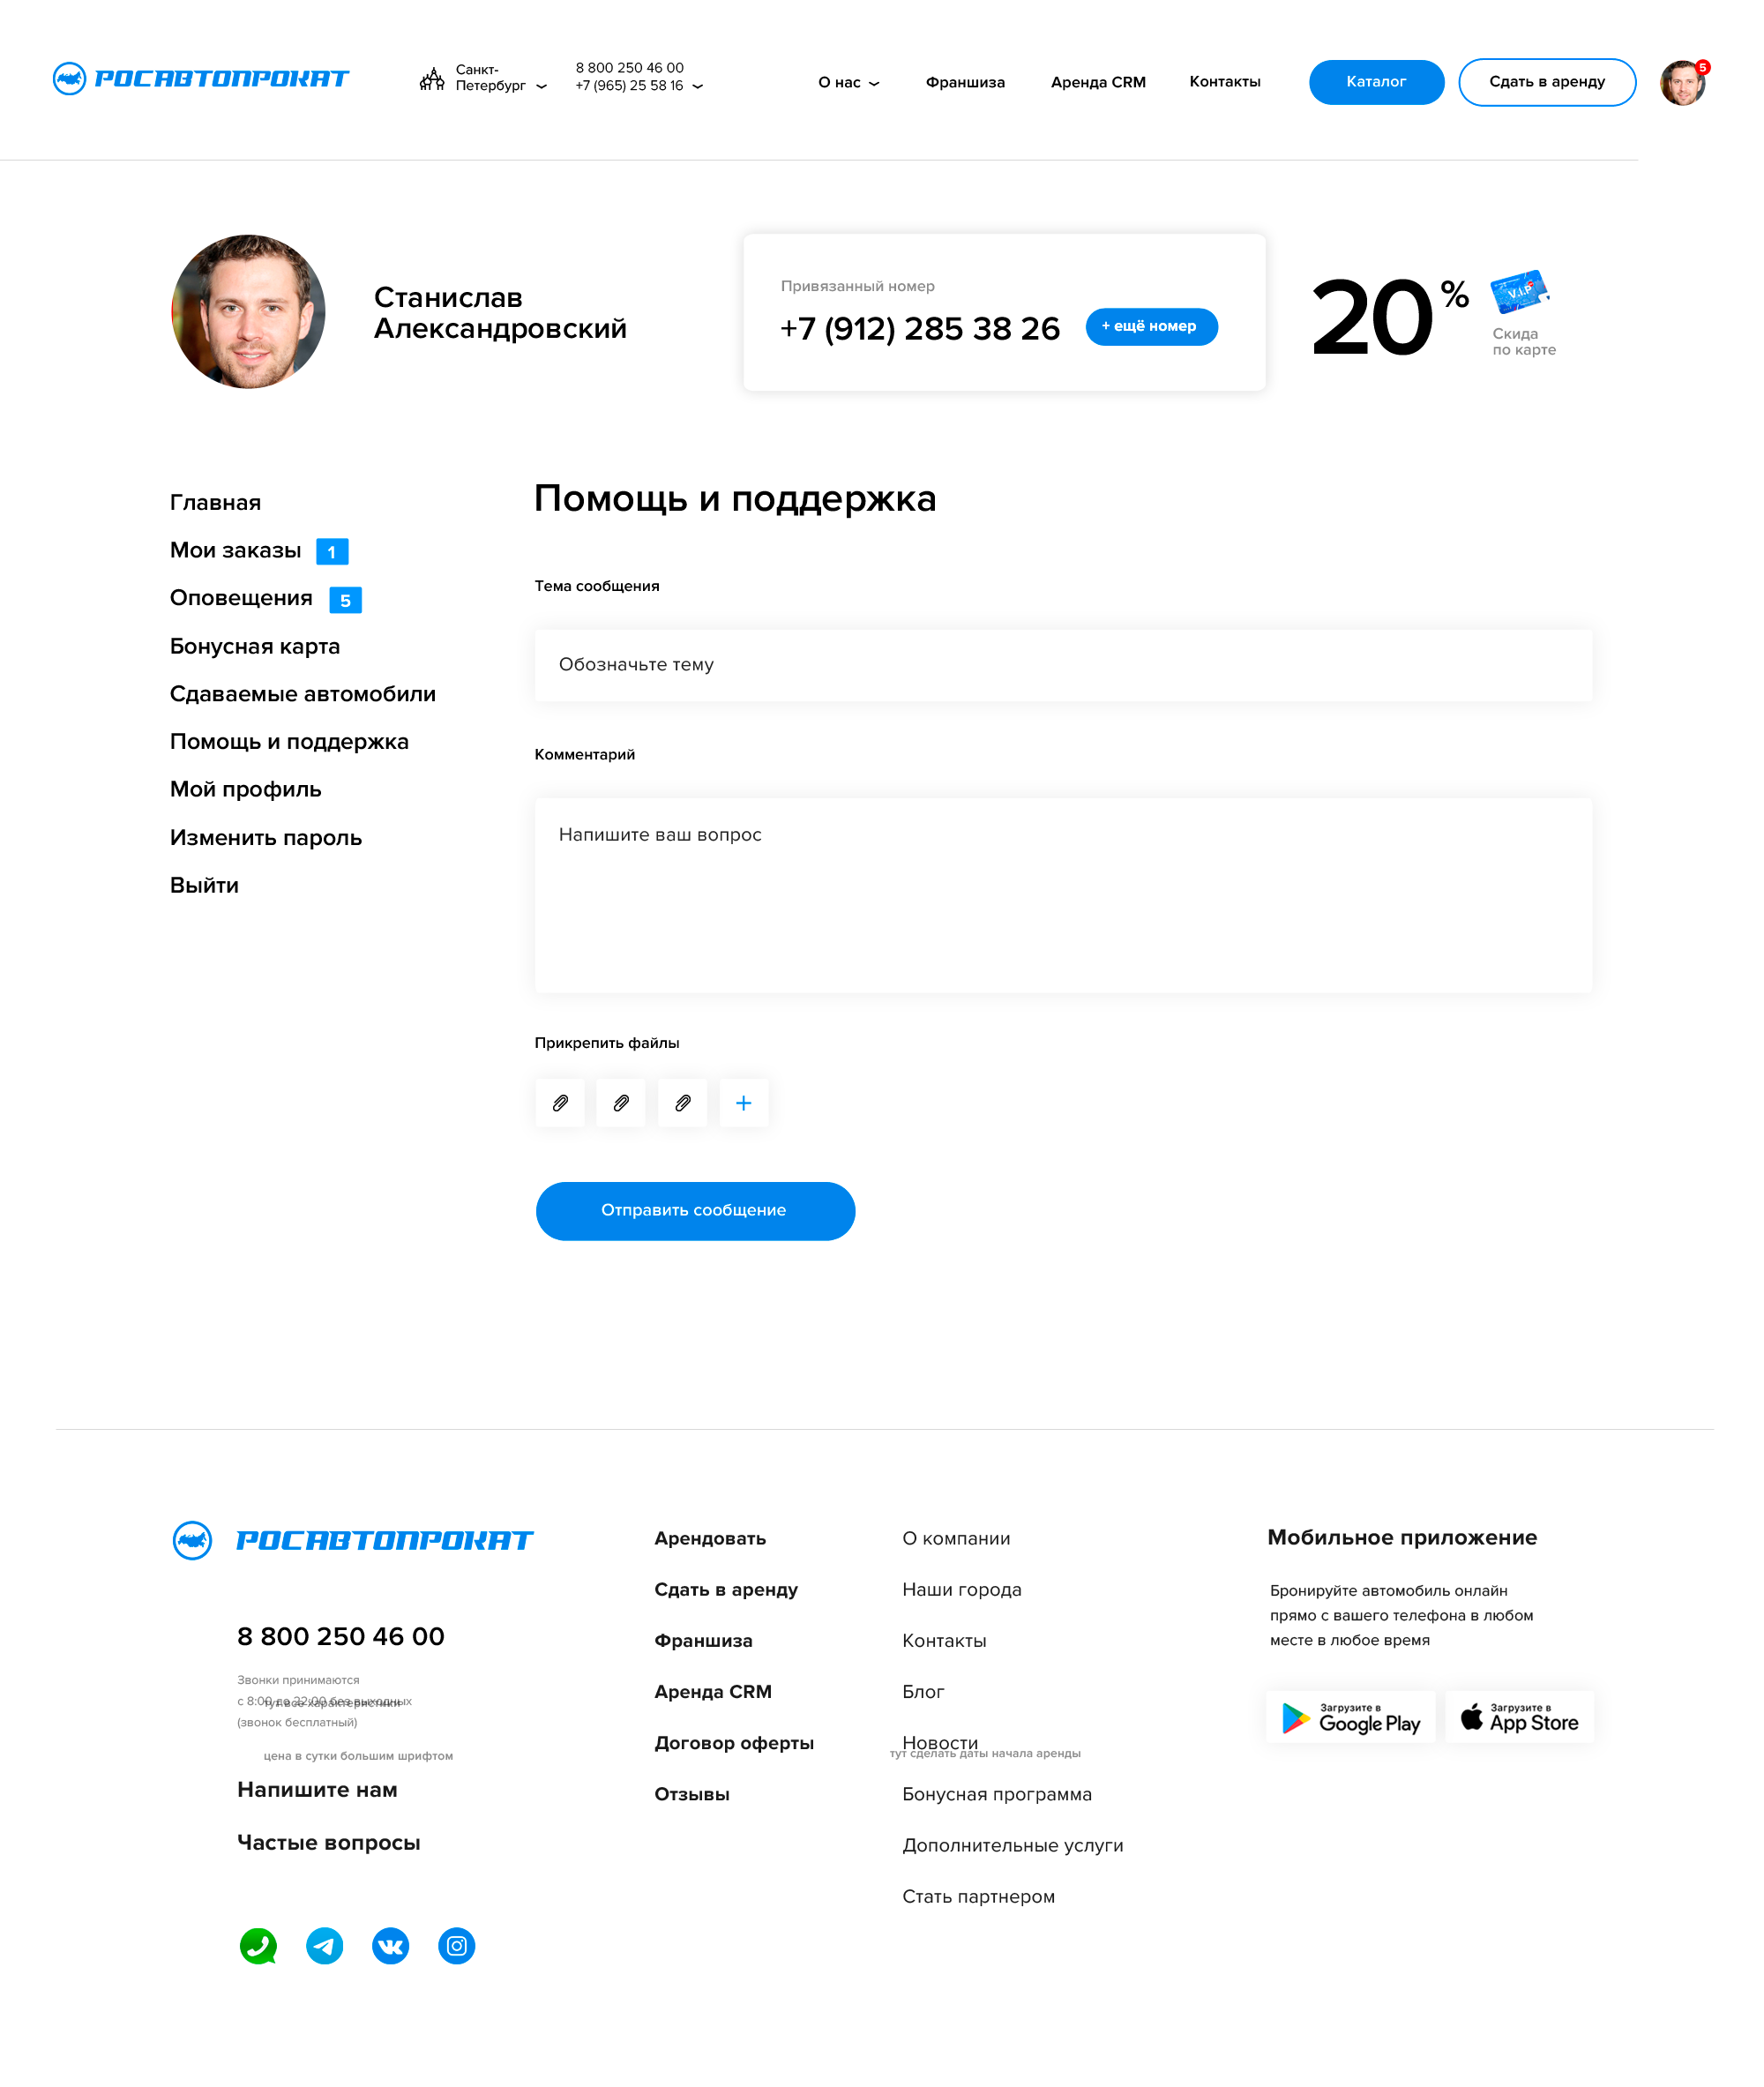 РОСАВТОПРОКАТ
Санкт-
Петербург
8 800 250 46 00
+7 (965) 25 58 16
О нас
Франшиза
Аренда CRM
Контакты
Каталог
Сдать в аренду
5
Станислав
Александровский
Привязанный номер
+7 (912) 285 38 26
+ ещё номер
20%
V.I.P
Скида
по карте
Главная
Мои заказы 1
Оповещения 5
Бонусная карта
Сдаваемые автомобили
Помощь и поддержка
Мой профиль
Изменить пароль
Выйти
Помощь и поддержка
Тема сообщения
Обозначьте тему
Комментарий
Напишите ваш вопрос
Прикрепить файлы
Отправить сообщение
РОСАВТОПРОКАТ
8 800 250 46 00
Звонки принимаются
с 8:00 до 22:00 без выходных
тут все характеристики
(звонок бесплатный)
цена в сутки большим шрифтом
Напишите нам
Частые вопросы
Арендовать
Сдать в аренду
Франшиза
Аренда CRM
Договор оферты
Отзывы
О компании
Наши города
Контакты
Блог
Новости
тут сделать даты начала аренды
Бонусная программа
Дополнительные услуги
Стать партнером
Мобильное приложение
Бронируйте автомобиль онлайн
прямо с вашего телефона в любом
месте в любое время
Загрузите в
Google Play
Загрузите в
App Store